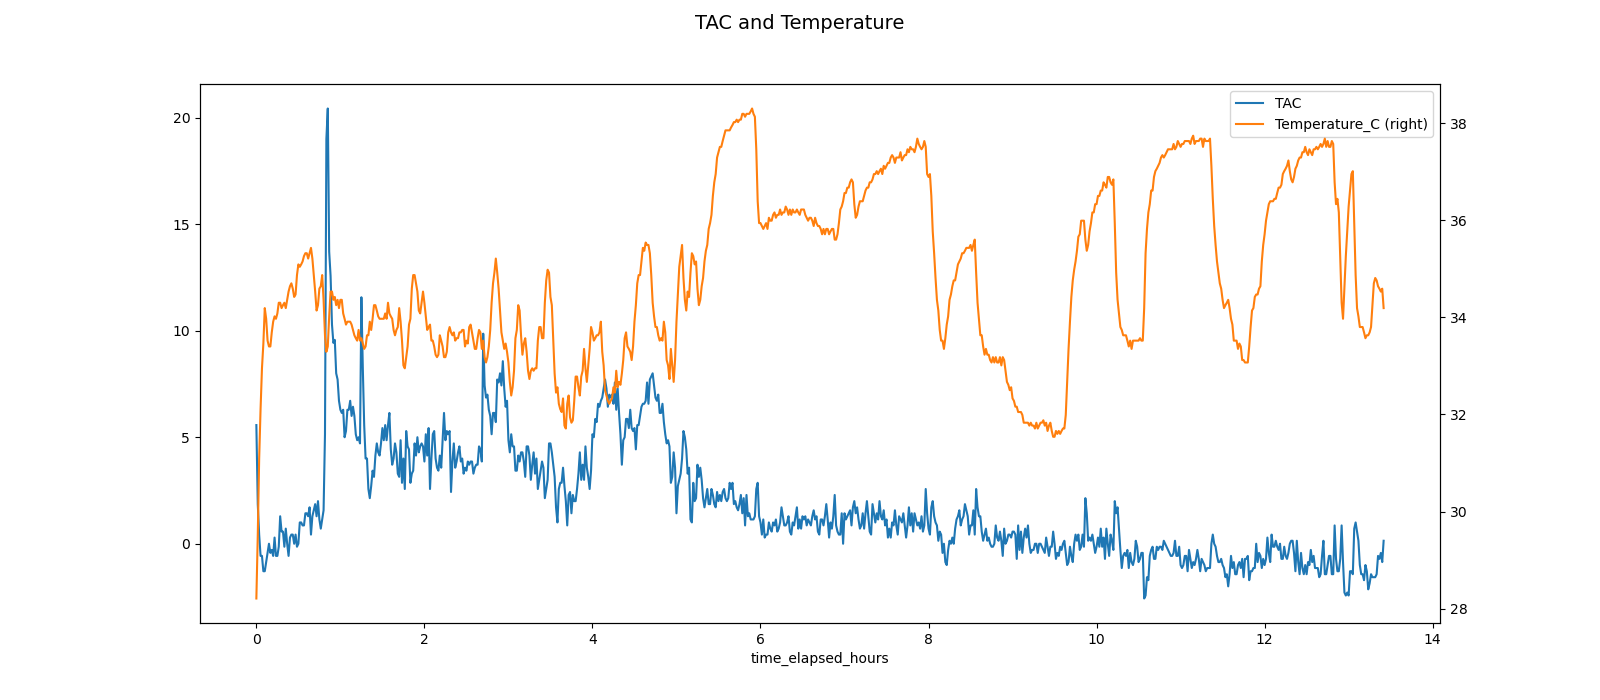 TAC and Temperature
TAC
Temperature_C (right)
20
15
10
5
0
38
36
34
32
30
28
0 2 4 6 8 10 12 14
time_elapsed_hours